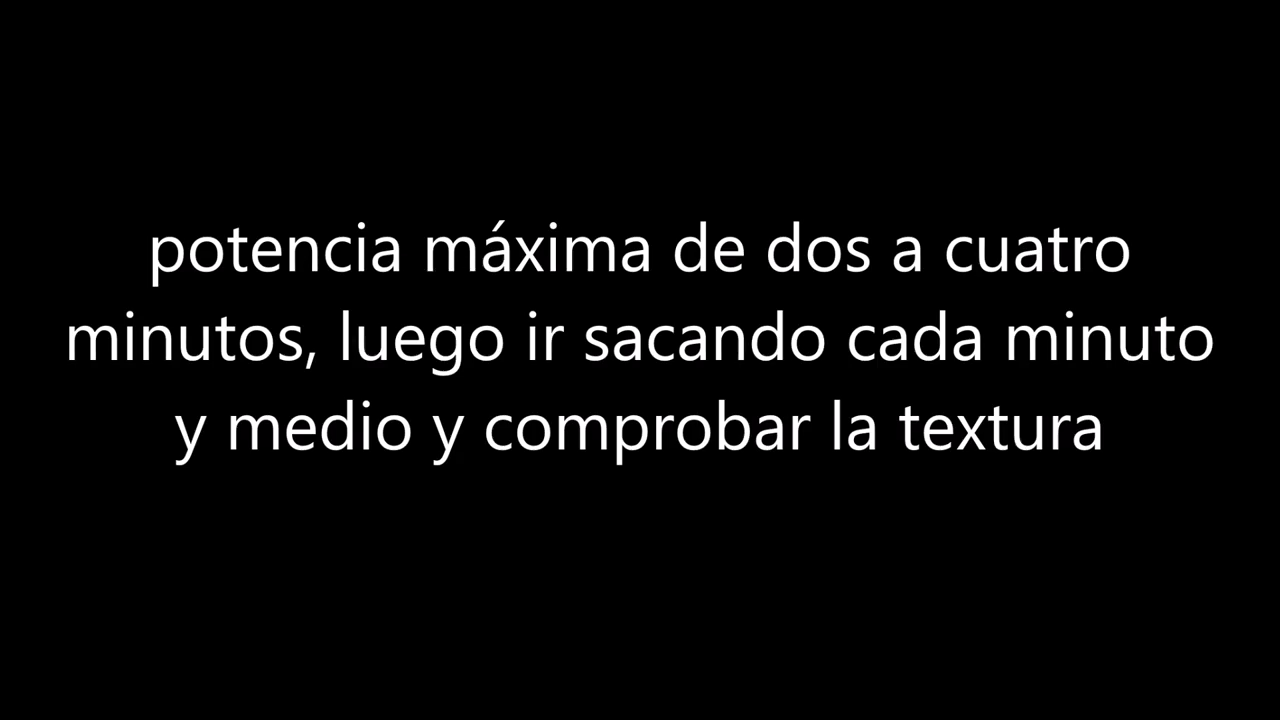 potencia máxima de dos a cuatro
minutos, luego ir sacando cada minuto
y medio y comprobar la textura